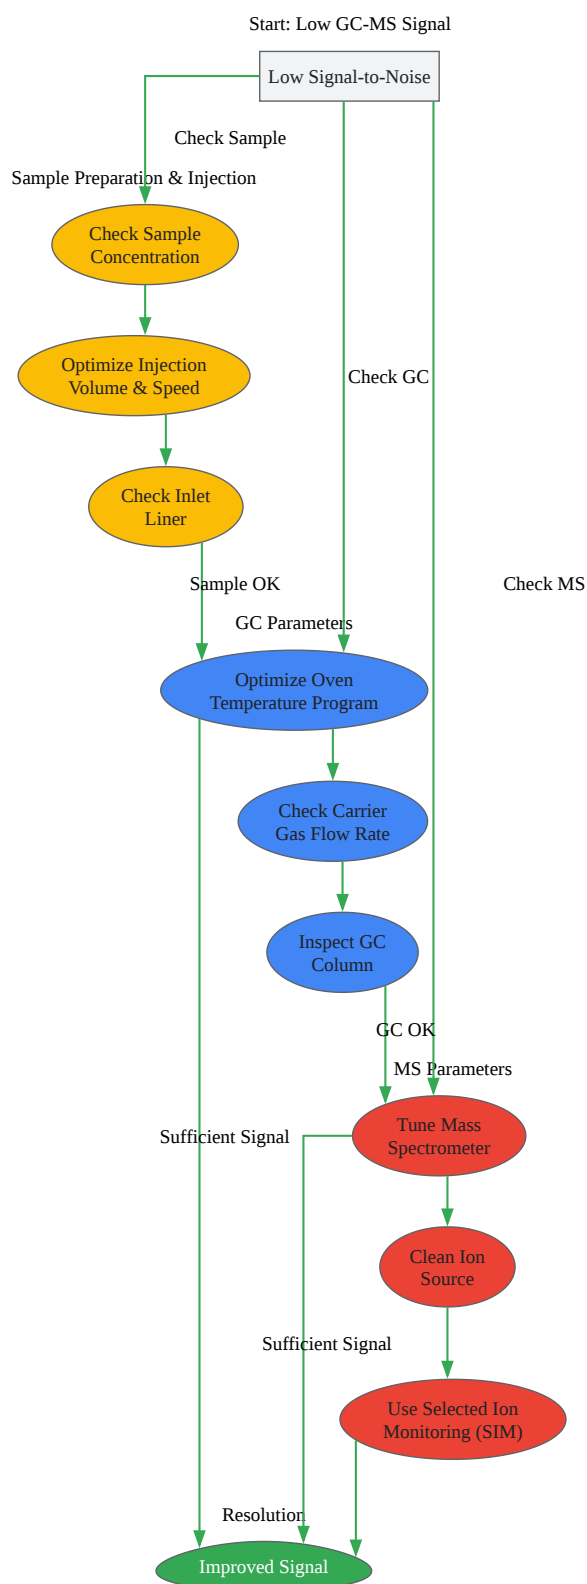 Start: Low GC-MS Signal
Low Signal-to-Noise
Check Sample
Sample Preparation & Injection
Check Sample
Concentration
Optimize Injection
Volume & Speed
Check GC
Check Inlet
Liner
Sample OK
Check MS
GC Parameters
Optimize Oven
Temperature Program
Check Carrier
Gas Flow Rate
Inspect GC
Column
GC OK
MS Parameters
Tune Mass
Spectrometer
Sufficient Signal
Clean Ion
Source
Sufficient Signal
Use Selected Ion
Monitoring (SIM)
Resolution
Improved Signal